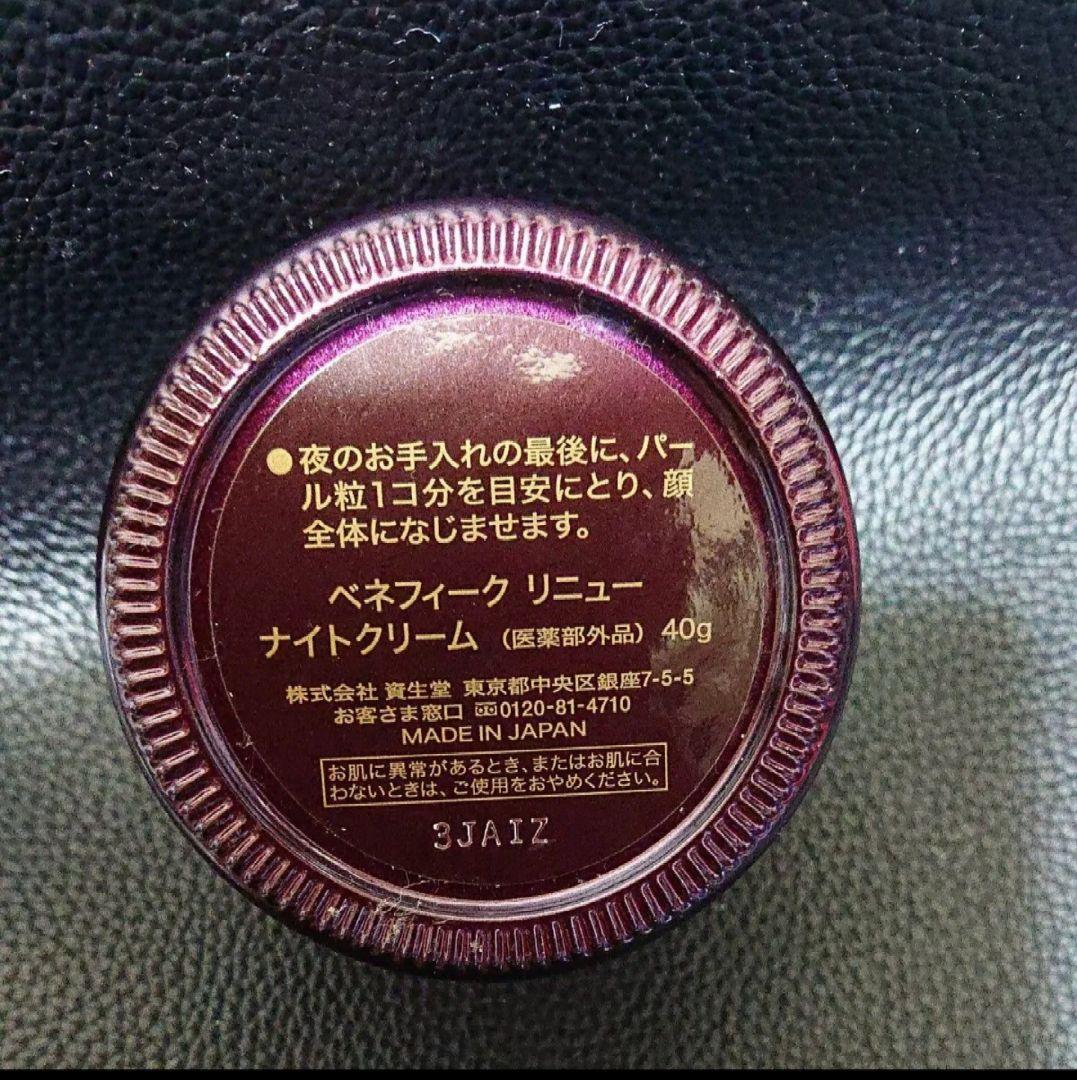 ●夜のお手入れの最後に、パー
ル粒1コ分を目安にとり、顔
全体になじませます。
ベネフィーク リニュー
ナイトクリーム (医薬部外品) 40g
株式会社 資生堂 東京都中央区銀座7-5-5
お客さま窓口 0120-81-4710
MADE IN JAPAN
お肌に異常があるとき、またはお肌に合
わないときは、ご使用をおやめください。
3JAIZ